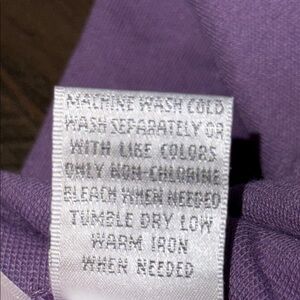 MACHINE WASH COLD
WASH SEPARATELY OR
WITH LIKE COLORS
ONLY NON-CHLORINE
BLEACH WHEN NEEDED
TUMBLE DRY LOW
WARM IRON
WHEN NEEDED